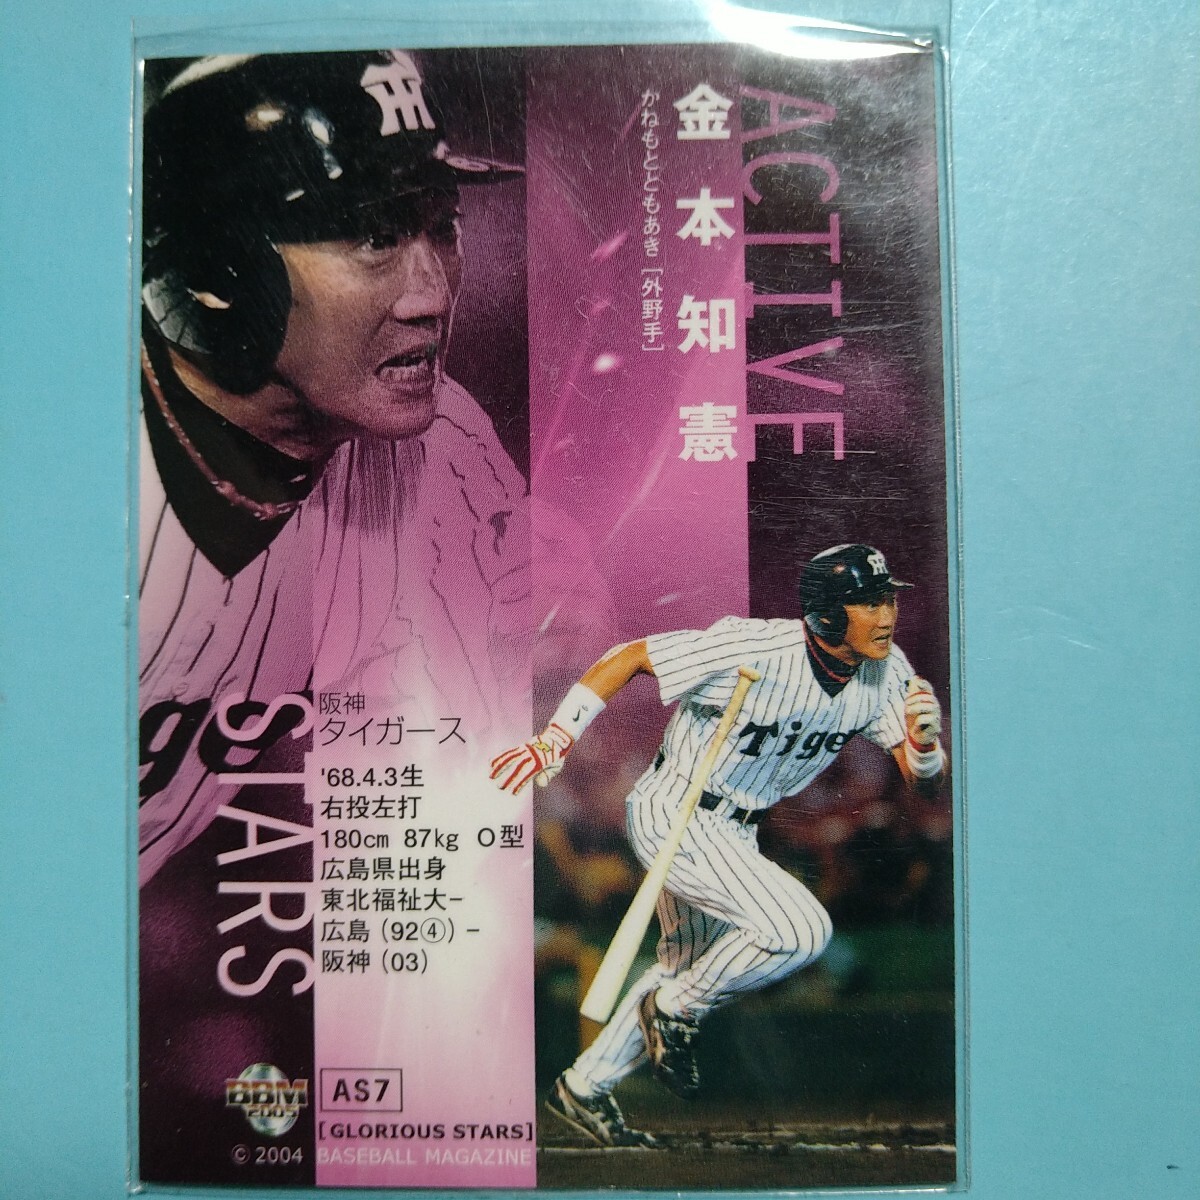 ACTIVE
金本知憲
かねもとともあき［外野手］
STARS
阪神
タイガース
'68.4.3生
右投左打
180cm 87kg O型
広島県出身
東北福祉大−
広島（92④）−
阪神（03）
Tige
BBM
2005
AS7
[GLORIOUS STARS]
© 2004 BASEBALL MAGAZINE